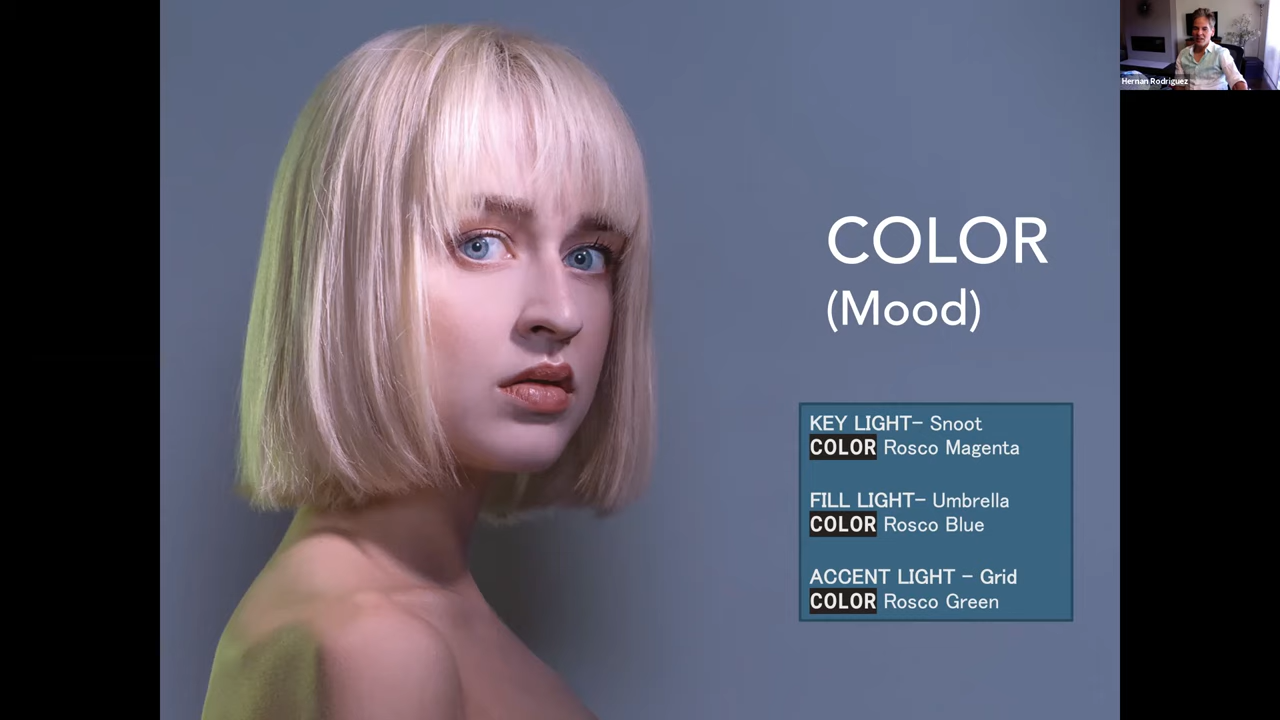 Hernan Rodriguez
COLOR
(Mood)
KEY LIGHT– Snoot
COLOR Rosco Magenta
FILL LIGHT– Umbrella
COLOR Rosco Blue
ACCENT LIGHT – Grid
COLOR Rosco Green